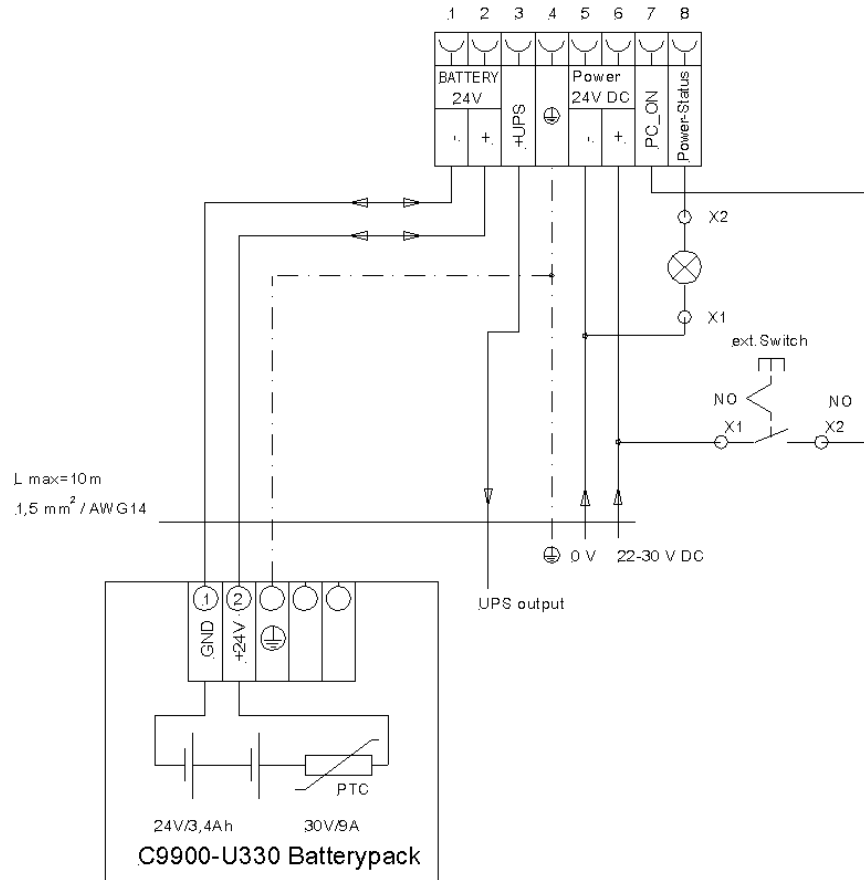 1 2 3 4 5 6 7 8
BATTERY
24V
- +
+UPS
Power
24V DC
- +
PC_ON
Power-Status
X2
X1
ext.Switch
NO NO
X1 X2
L max=10m
1,5 mm² / AWG14
0 V 22-30 V DC
UPS output
1 2
GND
+24V
PTC
24V/3,4Ah 30V/9A
C9900-U330 Batterypack